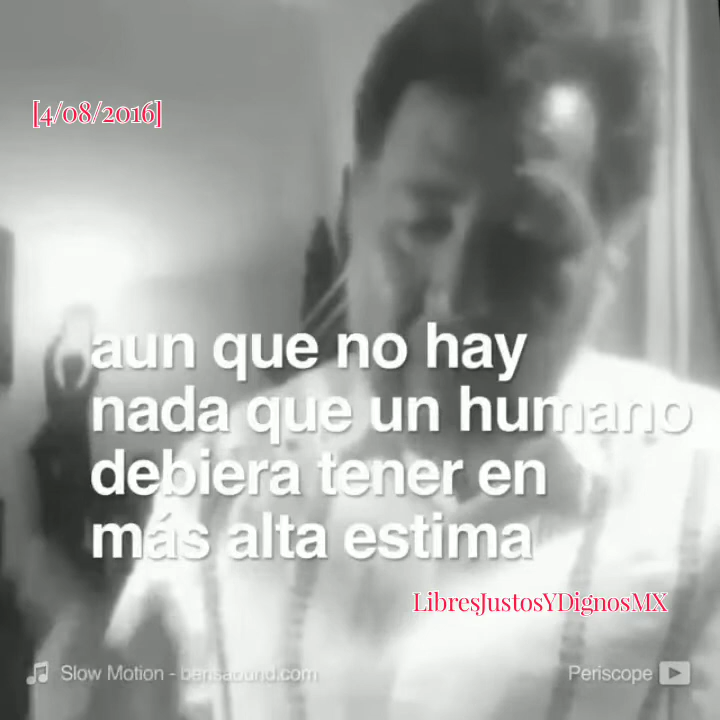 [4/08/2016]
aun que no hay
nada que un humano
debiera tener en
más alta estima
LibresJustosYDignosMX
Slow Motion - bensound.com
Periscope